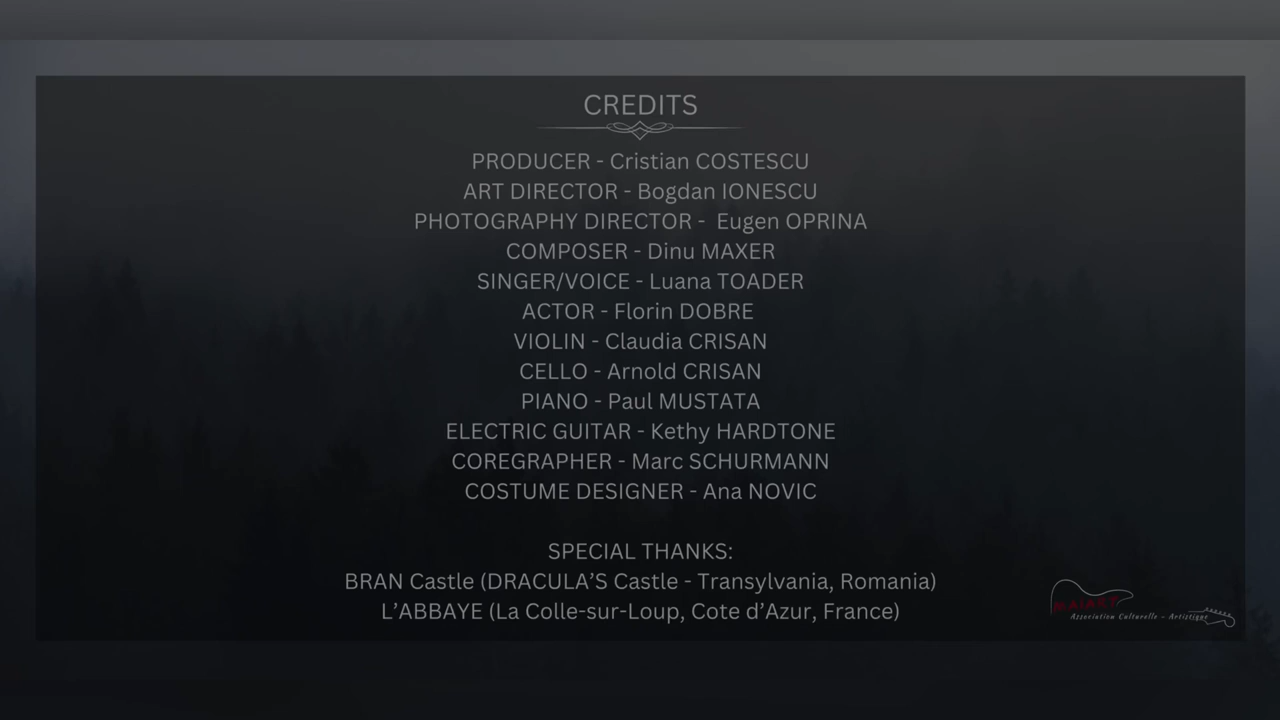 CREDITS
PRODUCER - Cristian COSTESCU
ART DIRECTOR - Bogdan IONESCU
PHOTOGRAPHY DIRECTOR - Eugen OPRINA
COMPOSER - Dinu MAXER
SINGER/VOICE - Luana TOADER
ACTOR - Florin DOBRE
VIOLIN - Claudia CRISAN
CELLO - Arnold CRISAN
PIANO - Paul MUSTATA
ELECTRIC GUITAR - Kethy HARDTONE
COREGRAPHER - Marc SCHURMANN
COSTUME DESIGNER - Ana NOVIC
SPECIAL THANKS:
BRAN Castle (DRACULA'S Castle - Transylvania, Romania)
L'ABBAYE (La Colle-sur-Loup, Cote d'Azur, France)
Association Culturelle - Artistique